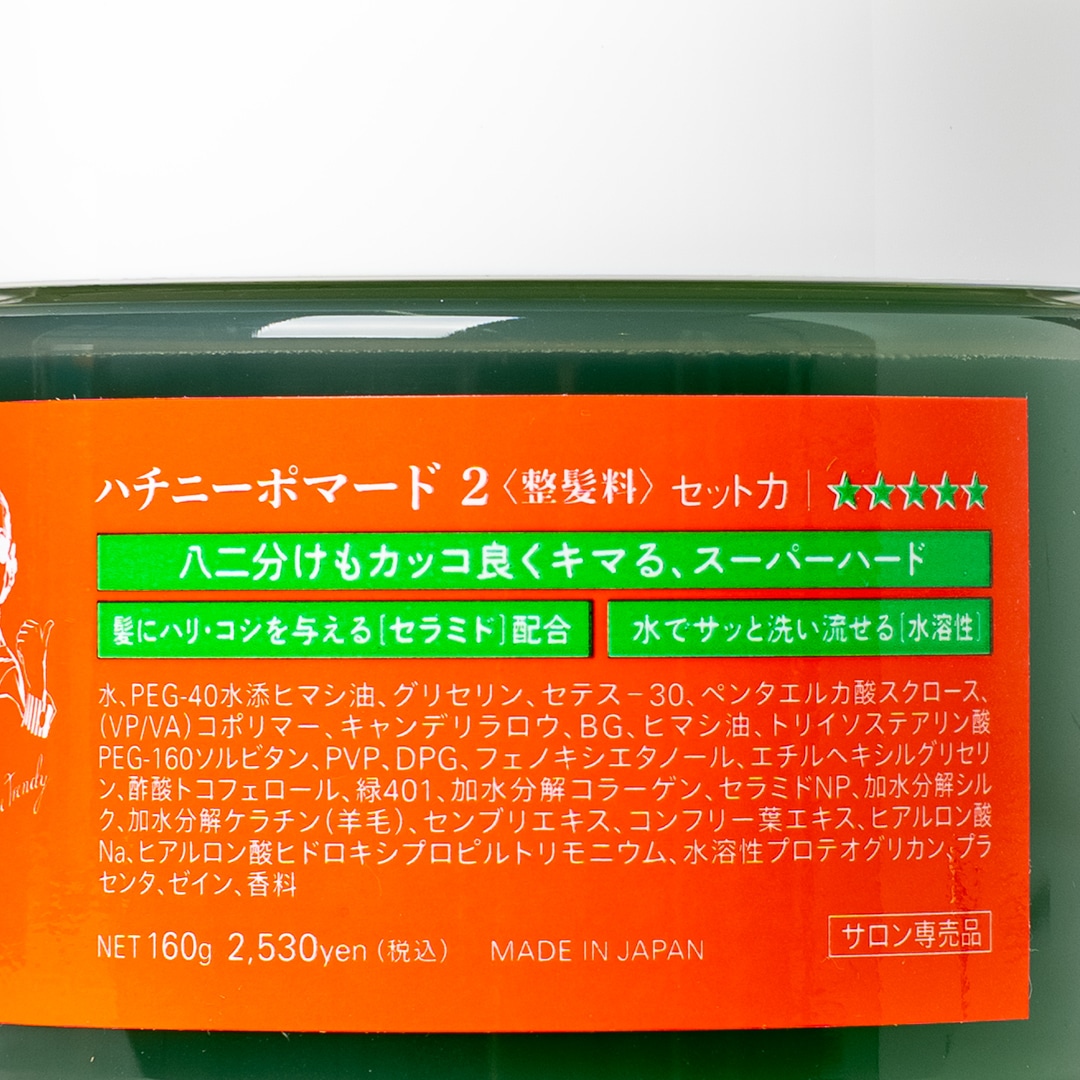 ハチニーポマード 2〈整髪料〉 セット力 ★★★★★
八二分けもカッコ良くキマる、スーパーハード
髪にハリ・コシを与える[セラミド]配合
水でサッと洗い流せる[水溶性]
水、PEG-40水添ヒマシ油、グリセリン、セテス－30、ペンタエルカ酸スクロース、
(VP/VA)コポリマー、キャンデリラロウ、BG、ヒマシ油、トリイソステアリン酸
PEG-160ソルビタン、PVP、DPG、フェノキシエタノール、エチルヘキシルグリセリ
ン、酢酸トコフェロール、緑401、加水分解コラーゲン、セラミドNP、加水分解シル
ク、加水分解ケラチン(羊毛)、センブリエキス、コンフリー葉エキス、ヒアルロン酸
Na、ヒアルロン酸ヒドロキシプロピルトリモニウム、水溶性プロテオグリカン、プラ
センタ、ゼイン、香料
サロン専売品
NET 160g 2,530yen (税込) MADE IN JAPAN
Trendy